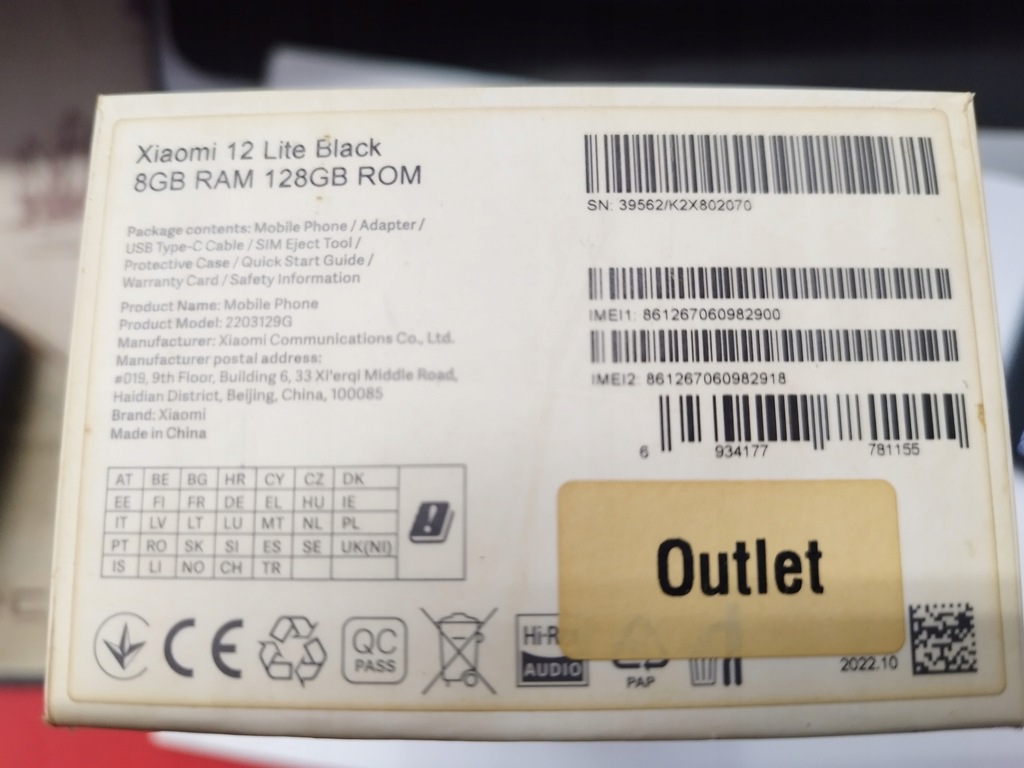 Xiaomi 12 Lite Black
8GB RAM 128GB ROM
Package contents: Mobile Phone / Adapter /
USB Type-C Cable / SIM Eject Tool /
Protective Case / Quick Start Guide /
Warranty Card / Safety Information
Product Name: Mobile Phone
Product Model: 2203129G
Manufacturer: Xiaomi Communications Co., Ltd.
Manufacturer postal address:
#019, 9th Floor, Building 6, 33 Xi'erqi Middle Road,
Haidian District, Beijing, China, 100085
Brand: Xiaomi
Made in China
SN: 39562/K2X802070
IMEI1: 861267060982900
IMEI2: 861267060982918
6 934177 781155
AT BE BG HR CY CZ DK
EE FI FR DE EL HU IE
IT LV LT LU MT NL PL
PT RO SK SI ES SE UK(NI)
IS LI NO CH TR
Outlet
CE
QC
PASS
Hi-R
AUDIO
PAP
2022.10